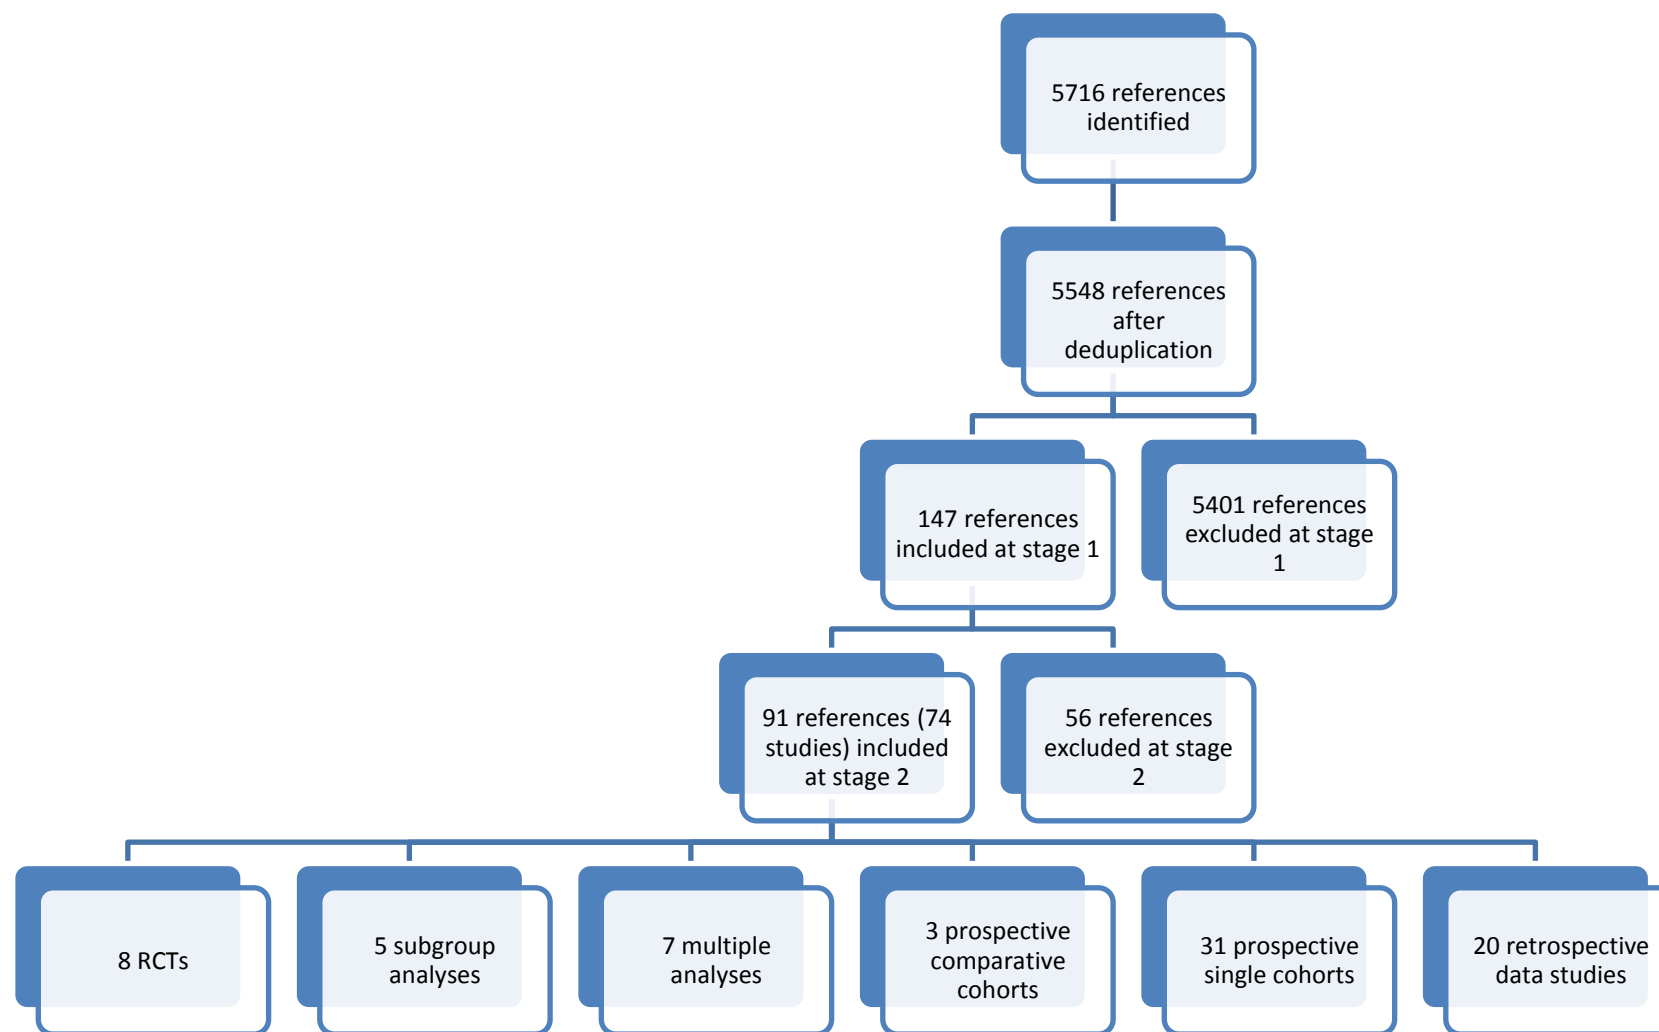 5716 references
identified
5548 references
after
deduplication
147 references
included at stage 1
5401 references
excluded at stage
1
91 references (74
studies) included
at stage 2
56 references
excluded at stage
2
8 RCTs
5 subgroup
analyses
7 multiple
analyses
3 prospective
comparative
cohorts
31 prospective
single cohorts
20 retrospective
data studies